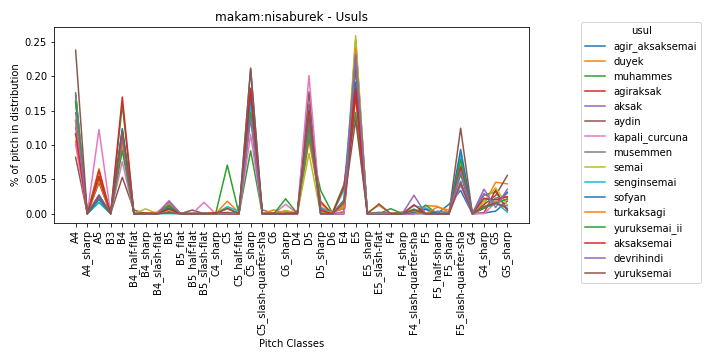 makam:nisaburek - Usuls
% of pitch in distribution
0.25
0.20
0.15
0.10
0.05
0.00
A4
A4_sharp
A5
B3
B4
B4_half-flat
B4_sharp
B4_slash-flat
B5
B5_flat
B5_half-flat
B5_slash-flat
C4_sharp
C5
C5_half-flat
C5_sharp
C5_slash-quarter-sha
C6
C6_sharp
D4
D5
D5_sharp
D6
E4
E5
E5_sharp
E5_slash-flat
F4
F4_sharp
F4_slash-quarter-sha
F5
F5_half-sharp
F5_sharp
F5_slash-quarter-sha
G4
G4_sharp
G5
G5_sharp
Pitch Classes
usul
agir_aksaksemai
duyek
muhammes
agiraksak
aksak
aydin
kapali_curcuna
musemmen
semai
senginsemai
sofyan
turkaksagi
yuruksemai_ii
aksaksemai
devrihindi
yuruksemai